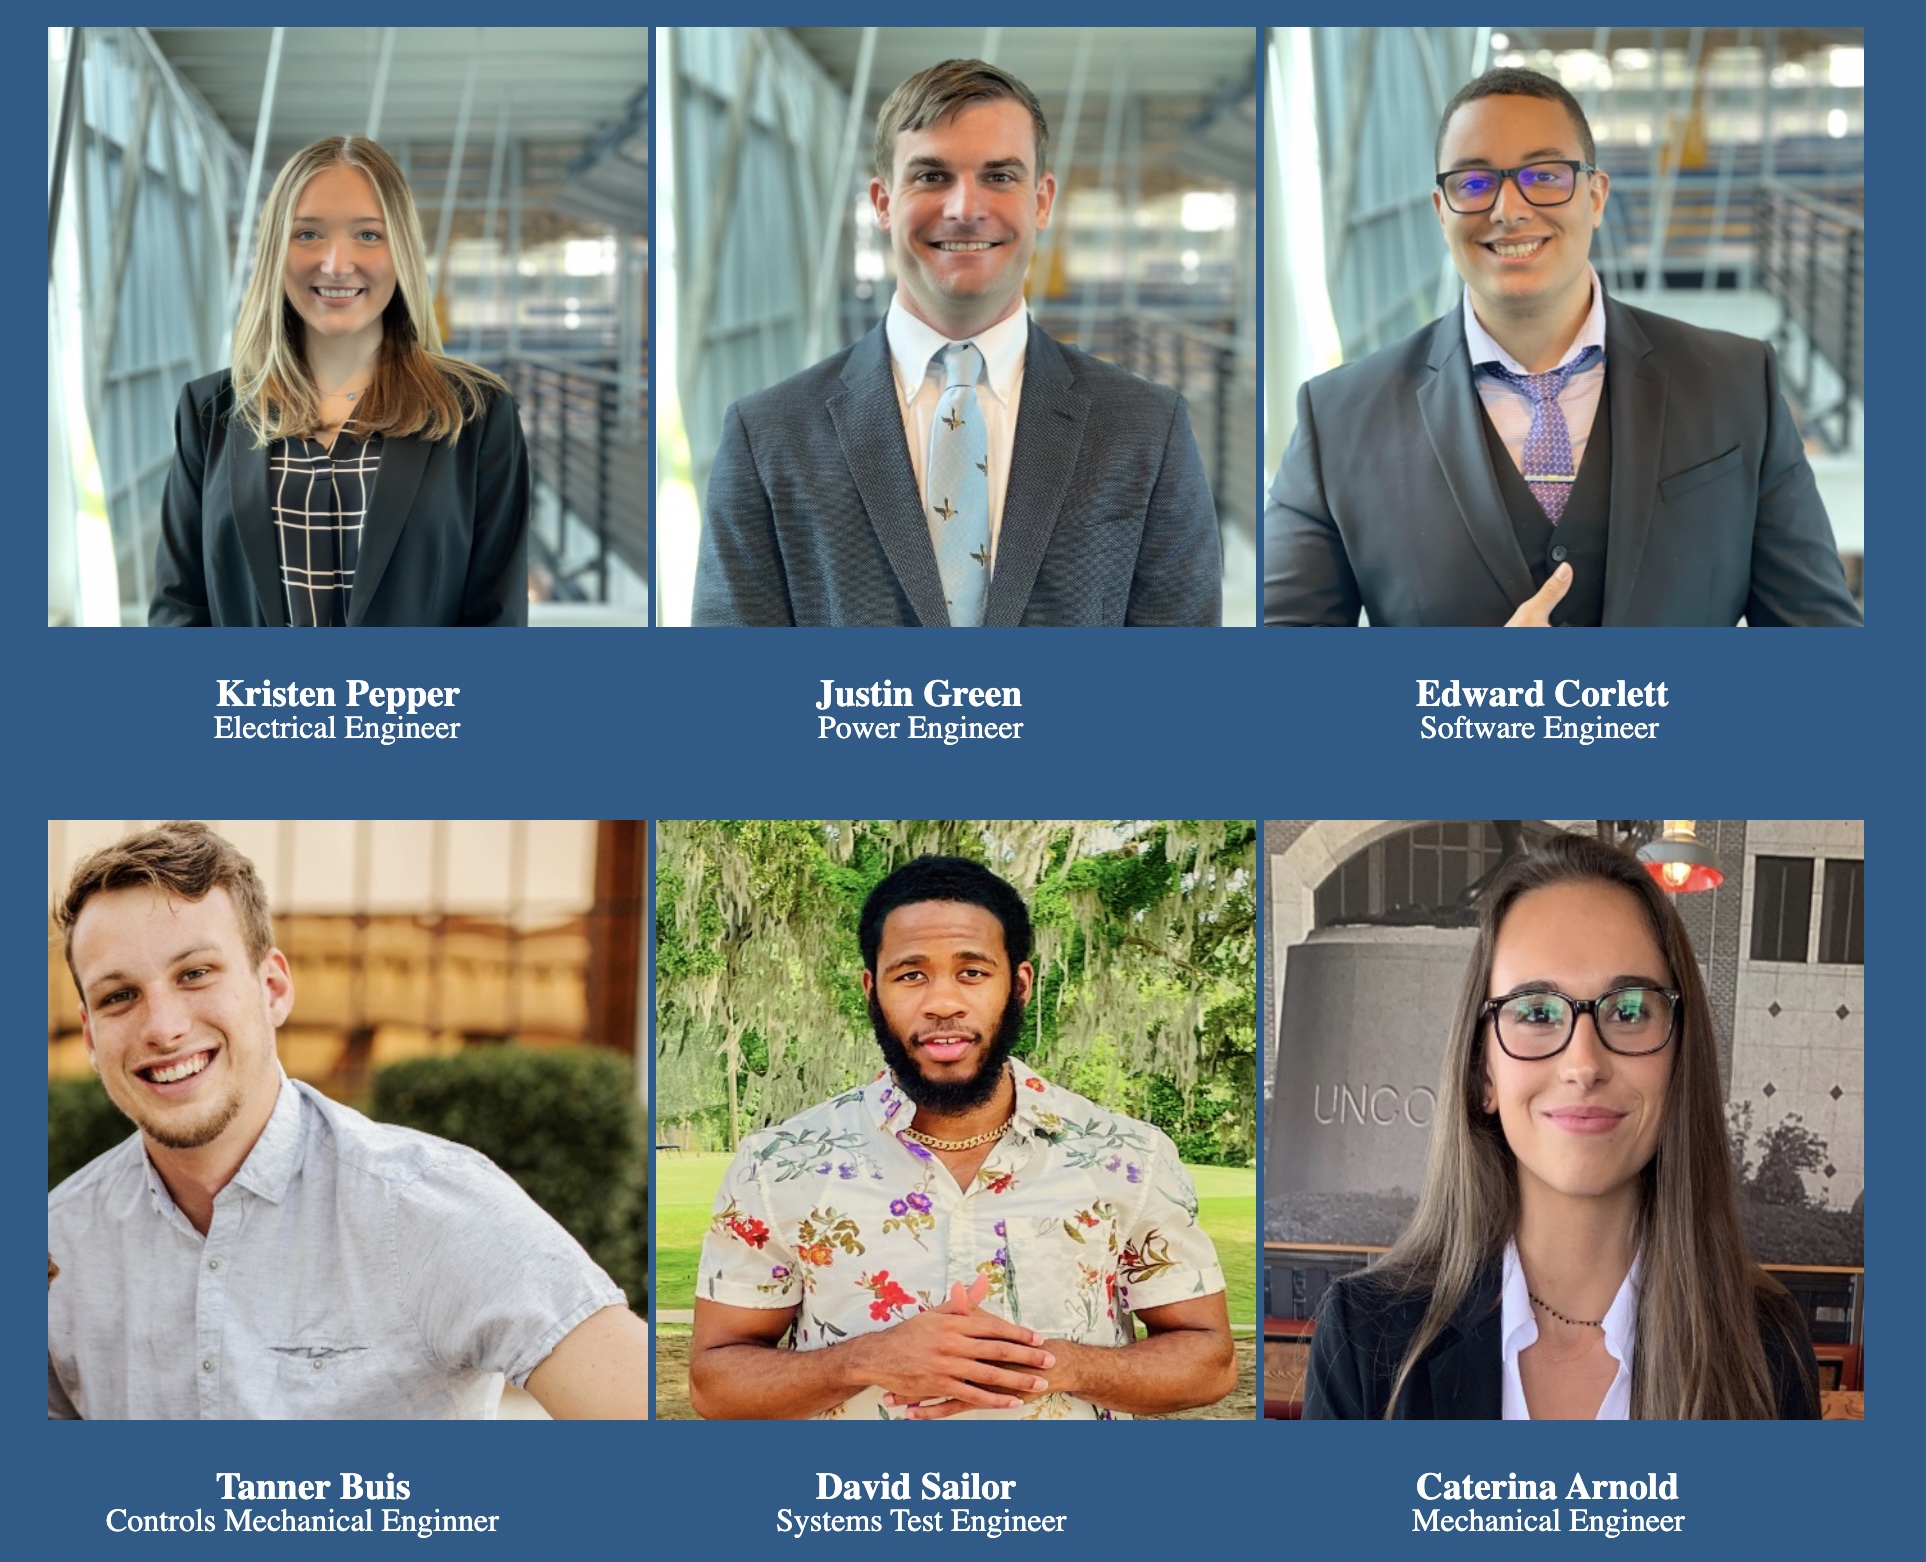 Kristen Pepper
Electrical Engineer
Justin Green
Power Engineer
Edward Corlett
Software Engineer
UNCO
Tanner Buis
Controls Mechanical Enginner
David Sailor
Systems Test Engineer
Caterina Arnold
Mechanical Engineer